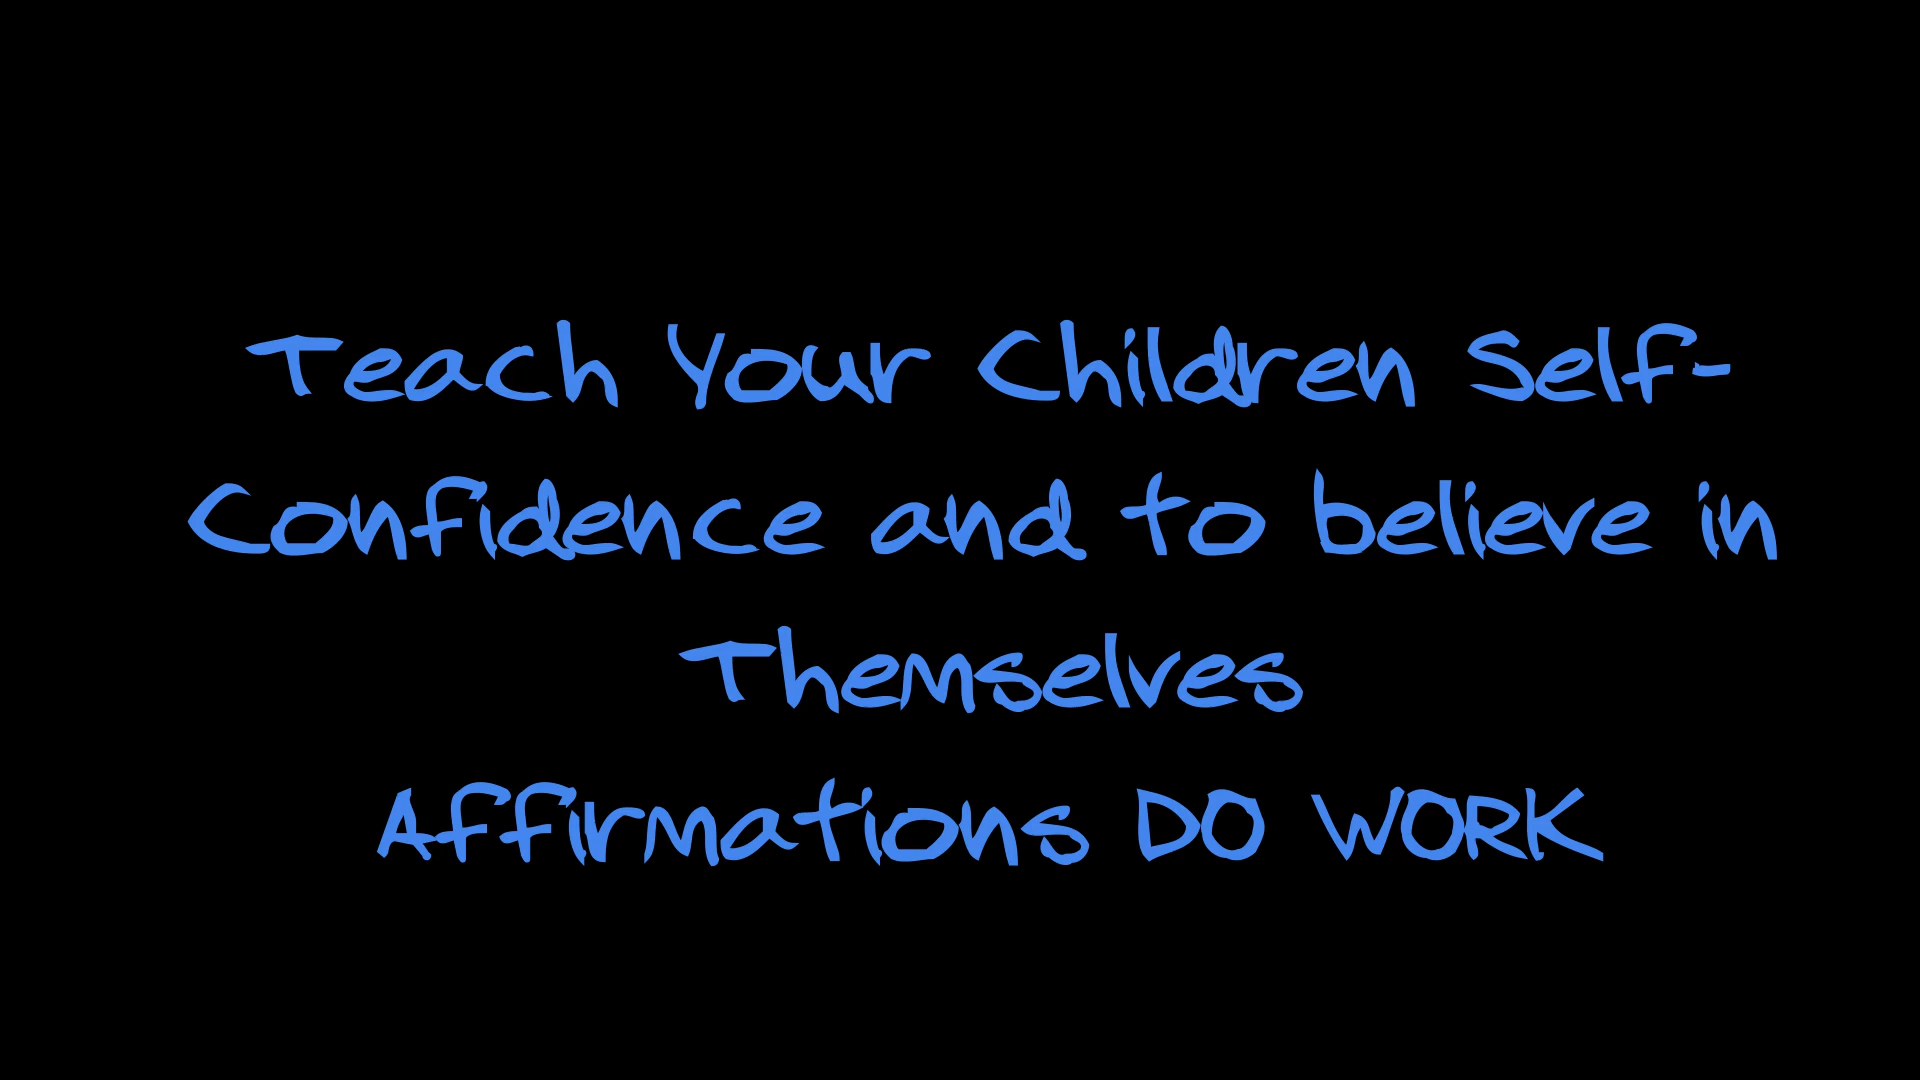 Teach Your Children Self-
Confidence and to believe in
Themselves
Affirmations DO WORK